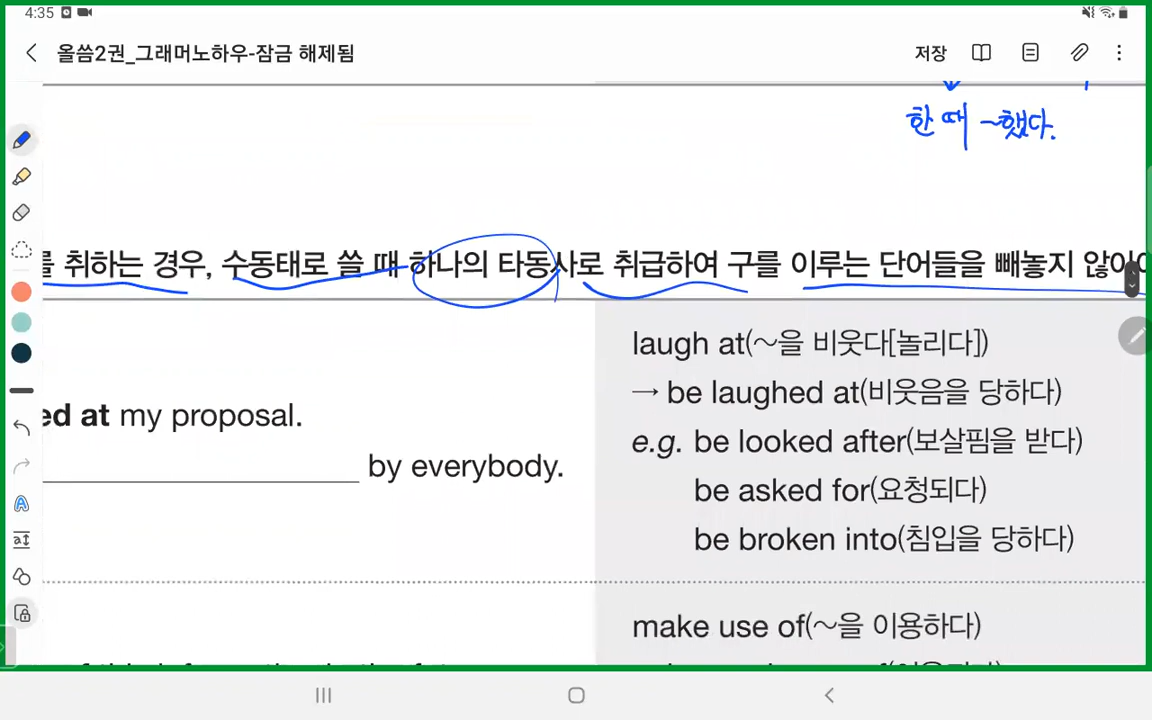 4:35
올씀2권_그래머노하우-잠금 해제됨
저장
한 때 ~했다.
를 취하는 경우, 수동태로 쓸 때 하나의 타동사로 취급하여 구를 이루는 단어들을 빼놓지 않아야
laugh at(~을 비웃다[놀리다])
→ be laughed at(비웃음을 당하다)
ed at my proposal.
e.g. be looked after(보살핌을 받다)
by everybody.
be asked for(요청되다)
be broken into(침입을 당하다)
make use of(~을 이용하다)